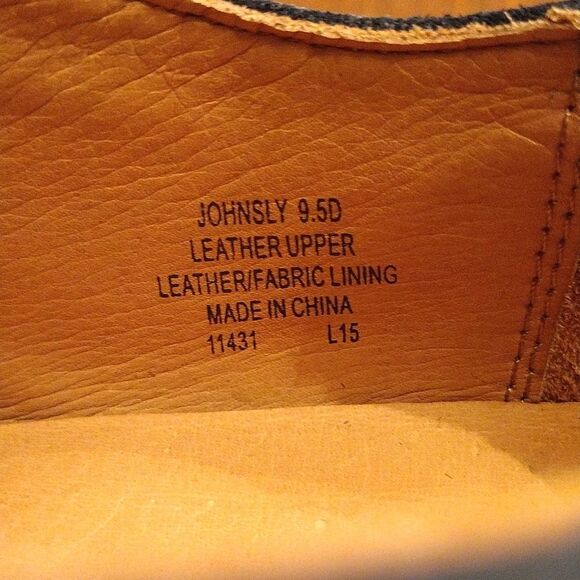 JOHNSLY 9.5D
LEATHER UPPER
LEATHER/FABRIC LINING
MADE IN CHINA
11431 L15